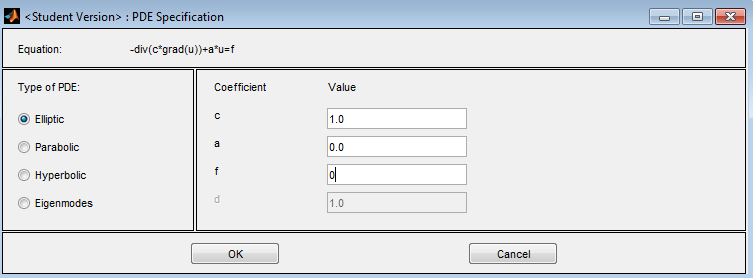 <Student Version> : PDE Specification
Equation: -div(c*grad(u))+a*u=f
Type of PDE: Coefficient Value
Elliptic c 1.0
Parabolic a 0.0
Hyperbolic f 0
Eigenmodes d 1.0
OK Cancel